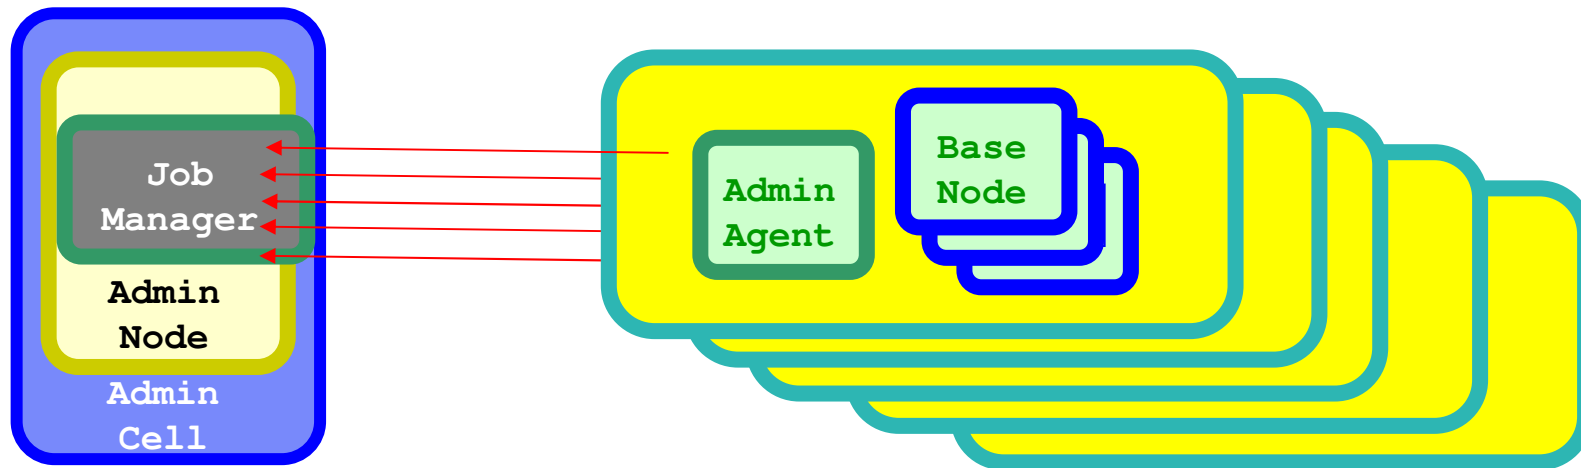 Job
Manager
Admin
Node
Admin
Cell
Admin
Agent
Base
Node